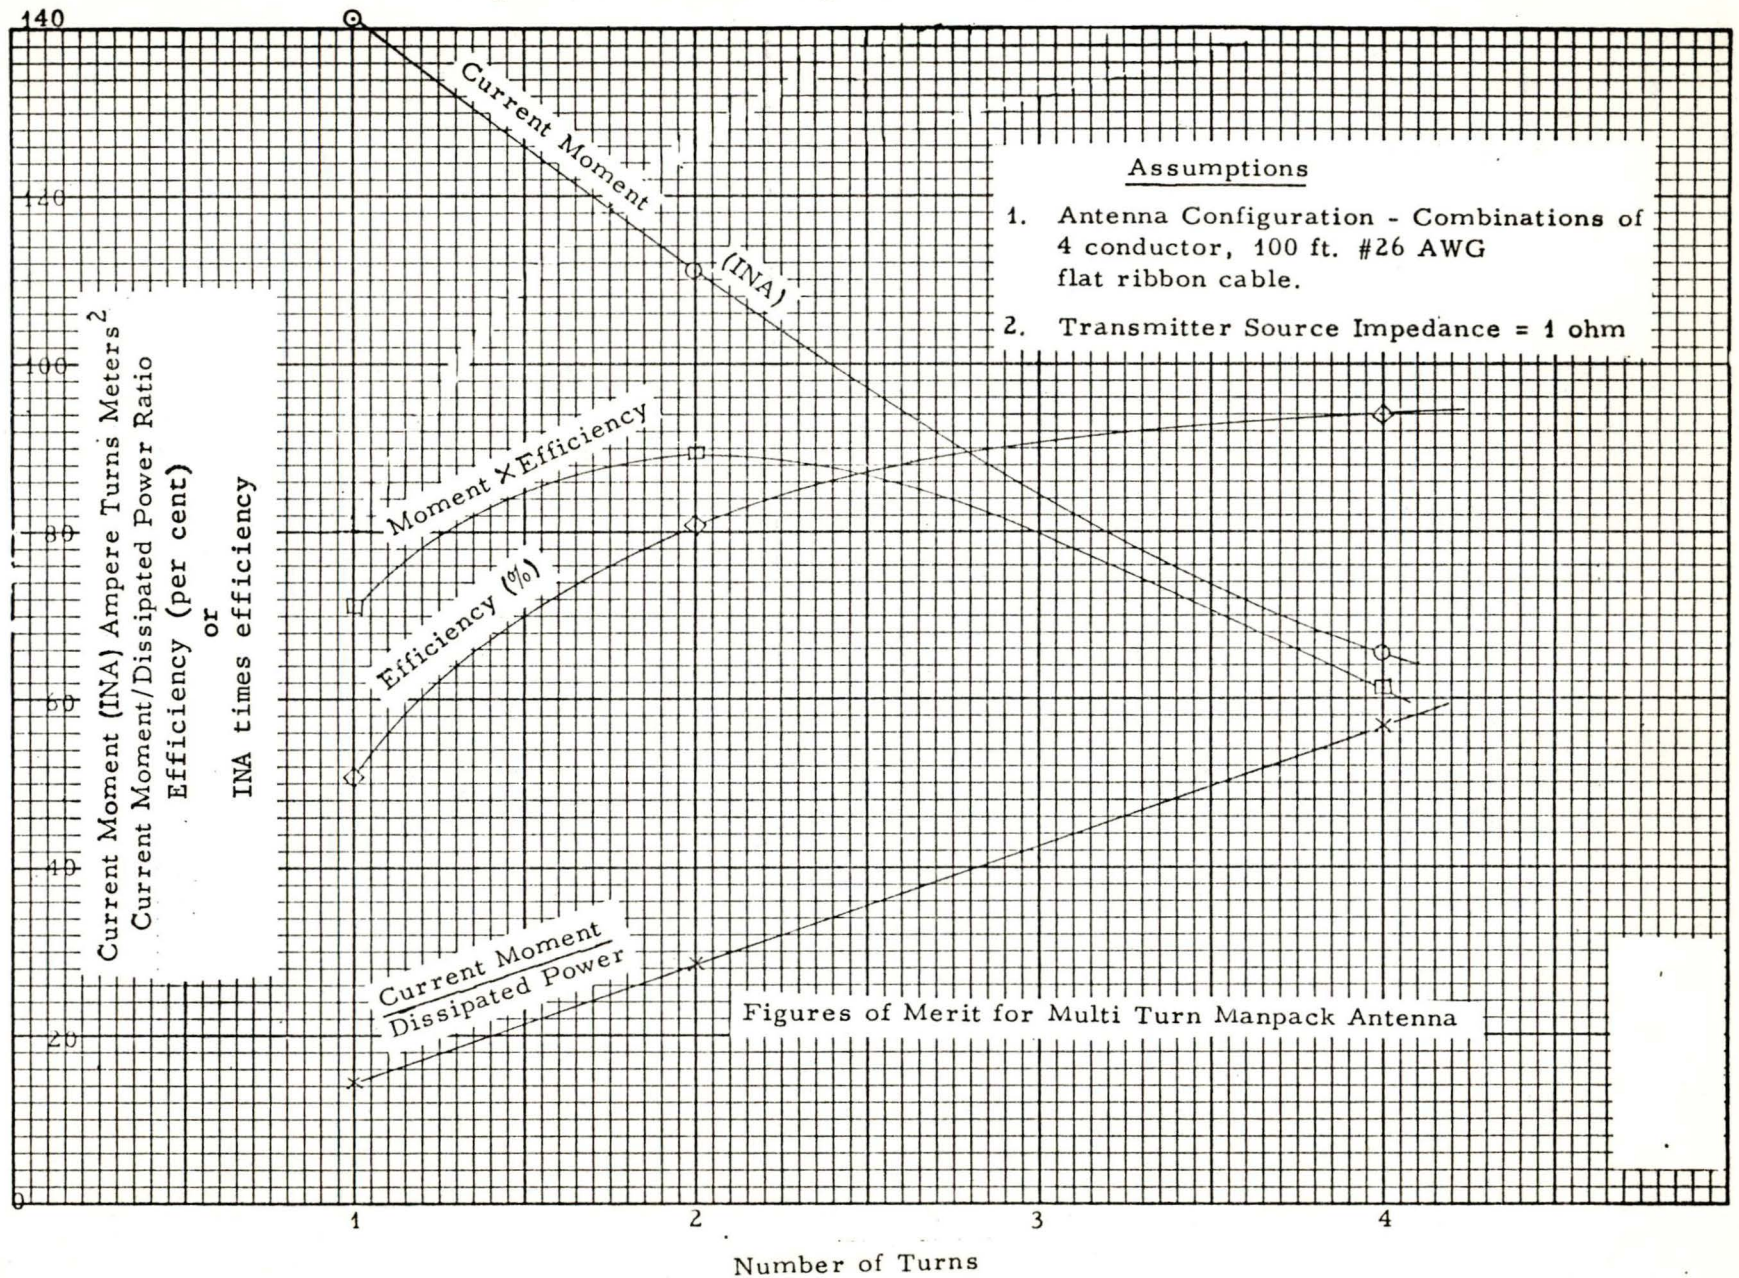 140
120
100
80
60
40
20
0
Current Moment (INA) Ampere Turns Meters²
Current Moment/Dissipated Power Ratio
Efficiency (per cent)
or
INA times efficiency
Current Moment
(INA)
Assumptions
1. Antenna Configuration - Combinations of
4 conductor, 100 ft. #26 AWG
flat ribbon cable.
2. Transmitter Source Impedance = 1 ohm
Moment X Efficiency
Efficiency (%)
Current Moment
Dissipated Power
Figures of Merit for Multi Turn Manpack Antenna
1 2 3 4
Number of Turns